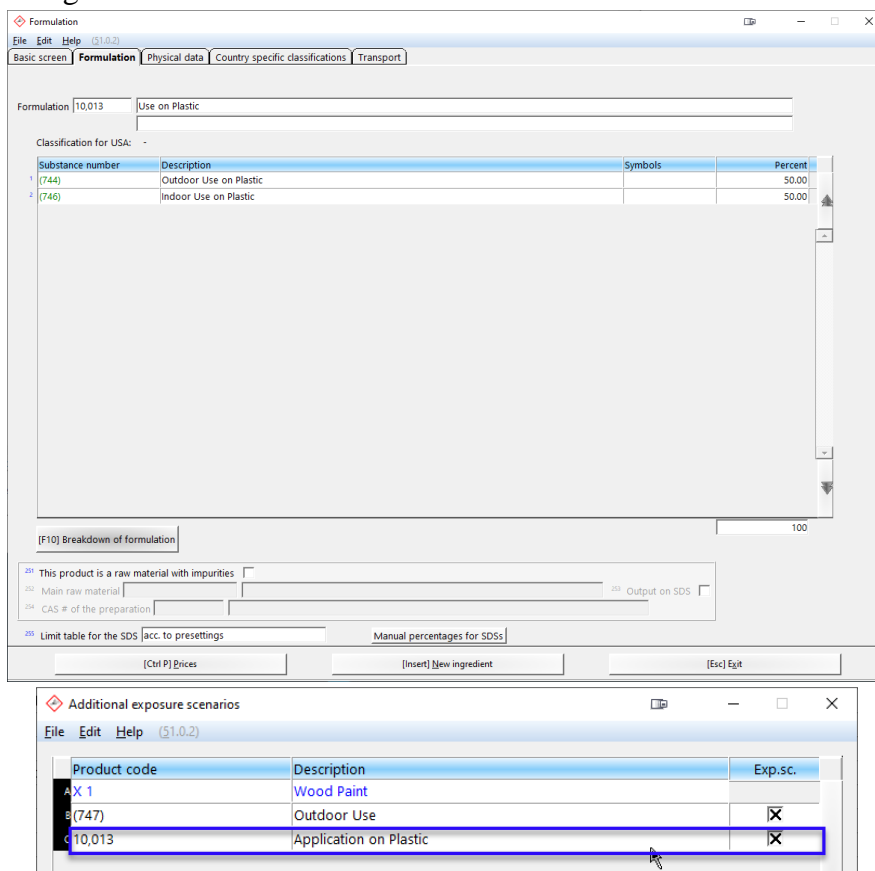 Formulation
File Edit Help (51.0.2)
Basic screen Formulation Physical data Country specific classifications Transport
Formulation 10,013 Use on Plastic
Classification for USA: -
Substance number Description Symbols Percent
1 (744) Outdoor Use on Plastic 50.00
2 (746) Indoor Use on Plastic 50.00
100
[F10] Breakdown of formulation
251 This product is a raw material with impurities
252 Main raw material 253 Output on SDS
254 CAS # of the preparation
255 Limit table for the SDS acc. to presettings Manual percentages for SDSs
[Ctrl P] Prices [Insert] New ingredient [Esc] Exit
Additional exposure scenarios
File Edit Help (51.0.2)
Product code Description Exp.sc.
A X 1 Wood Paint
B (747) Outdoor Use
C 10,013 Application on Plastic